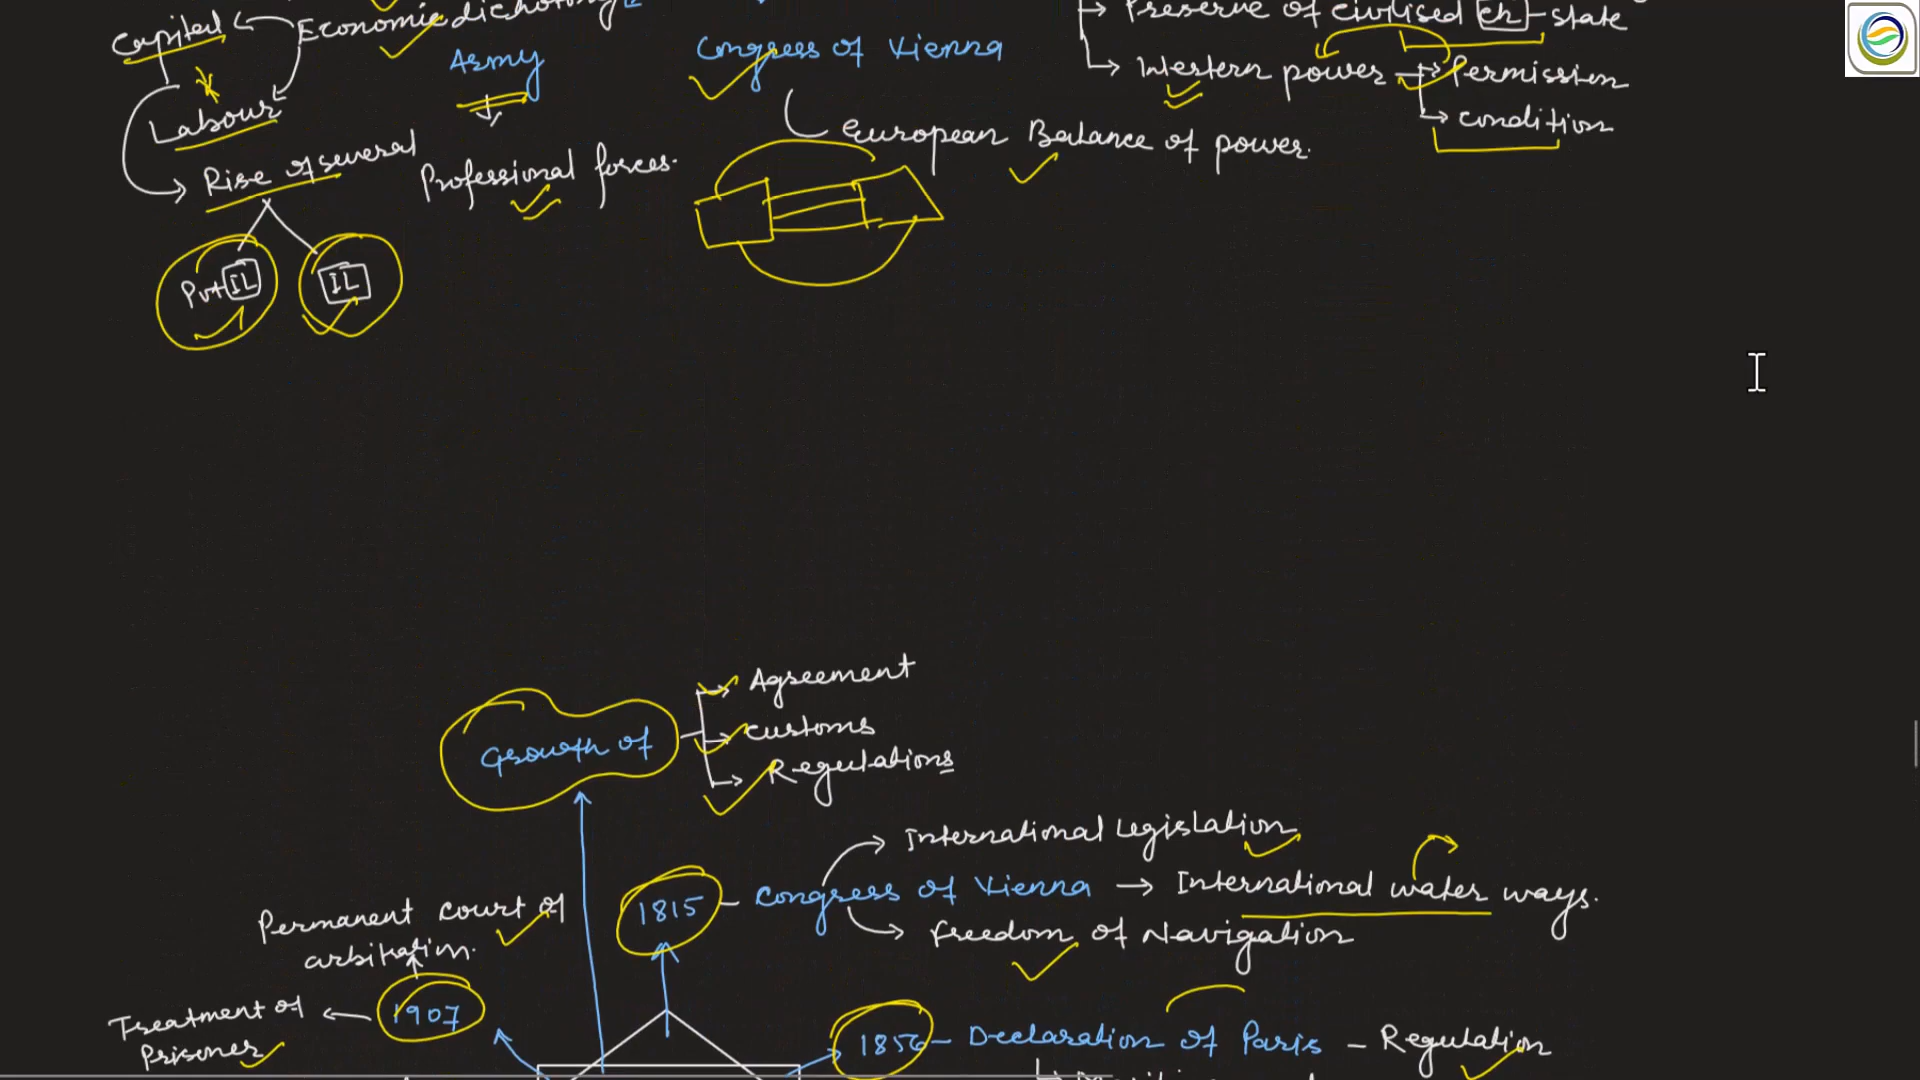 Preserve of civilised ch - state
Capital Economic dichotomy
Army
Congress of Vienna
Western power
Permission
condition
Labour
European Balance of power.
Rise of several
Professional forces.
Pvt IL
IL
Agreement
Growth of
customs
Regulations
International Legislation
1815 - Congress of Vienna → International water ways.
freedom of Navigation
Permanent court of
arbitration.
1907
Treatment of
Prisoner
1856 - Declaration of Paris - Regulation